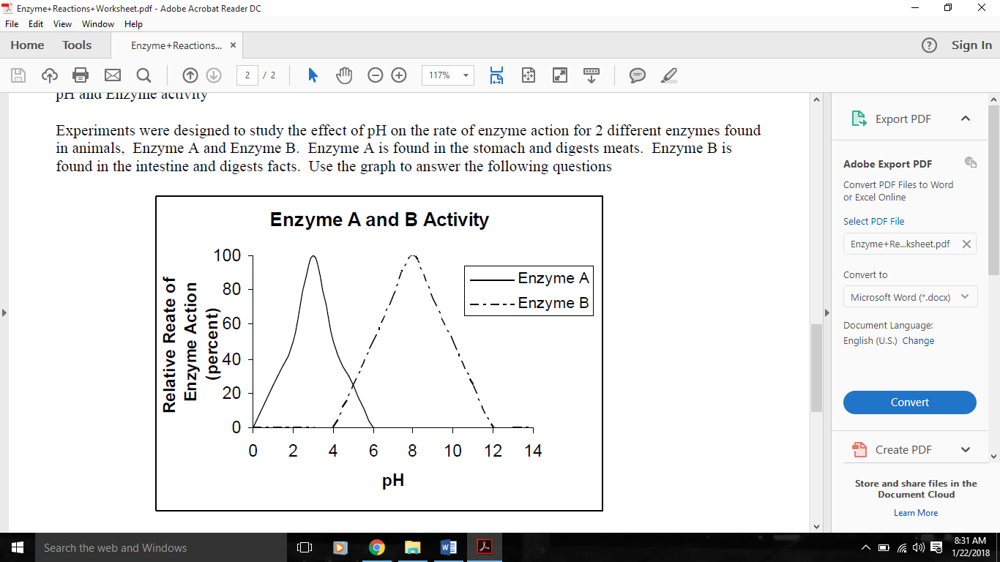 Enzyme+Reactions+Worksheet.pdf - Adobe Acrobat Reader DC
File Edit View Window Help
Home Tools Enzyme+Reactions... × ? Sign In
2 / 2 117%
pH and Enzyme activity
Experiments were designed to study the effect of pH on the rate of enzyme action for 2 different enzymes found
in animals, Enzyme A and Enzyme B. Enzyme A is found in the stomach and digests meats. Enzyme B is
found in the intestine and digests facts. Use the graph to answer the following questions
Enzyme A and B Activity
Relative Reate of
Enzyme Action
(percent)
100
80
60
40
20
0
0 2 4 6 8 10 12 14
pH
Enzyme A
Enzyme B
Export PDF
Adobe Export PDF
Convert PDF Files to Word
or Excel Online
Select PDF File
Enzyme+Re...ksheet.pdf
Convert to
Microsoft Word (*.docx)
Document Language:
English (U.S.) Change
Convert
Create PDF
Store and share files in the
Document Cloud
Learn More
Search the web and Windows
8:31 AM
1/22/2018